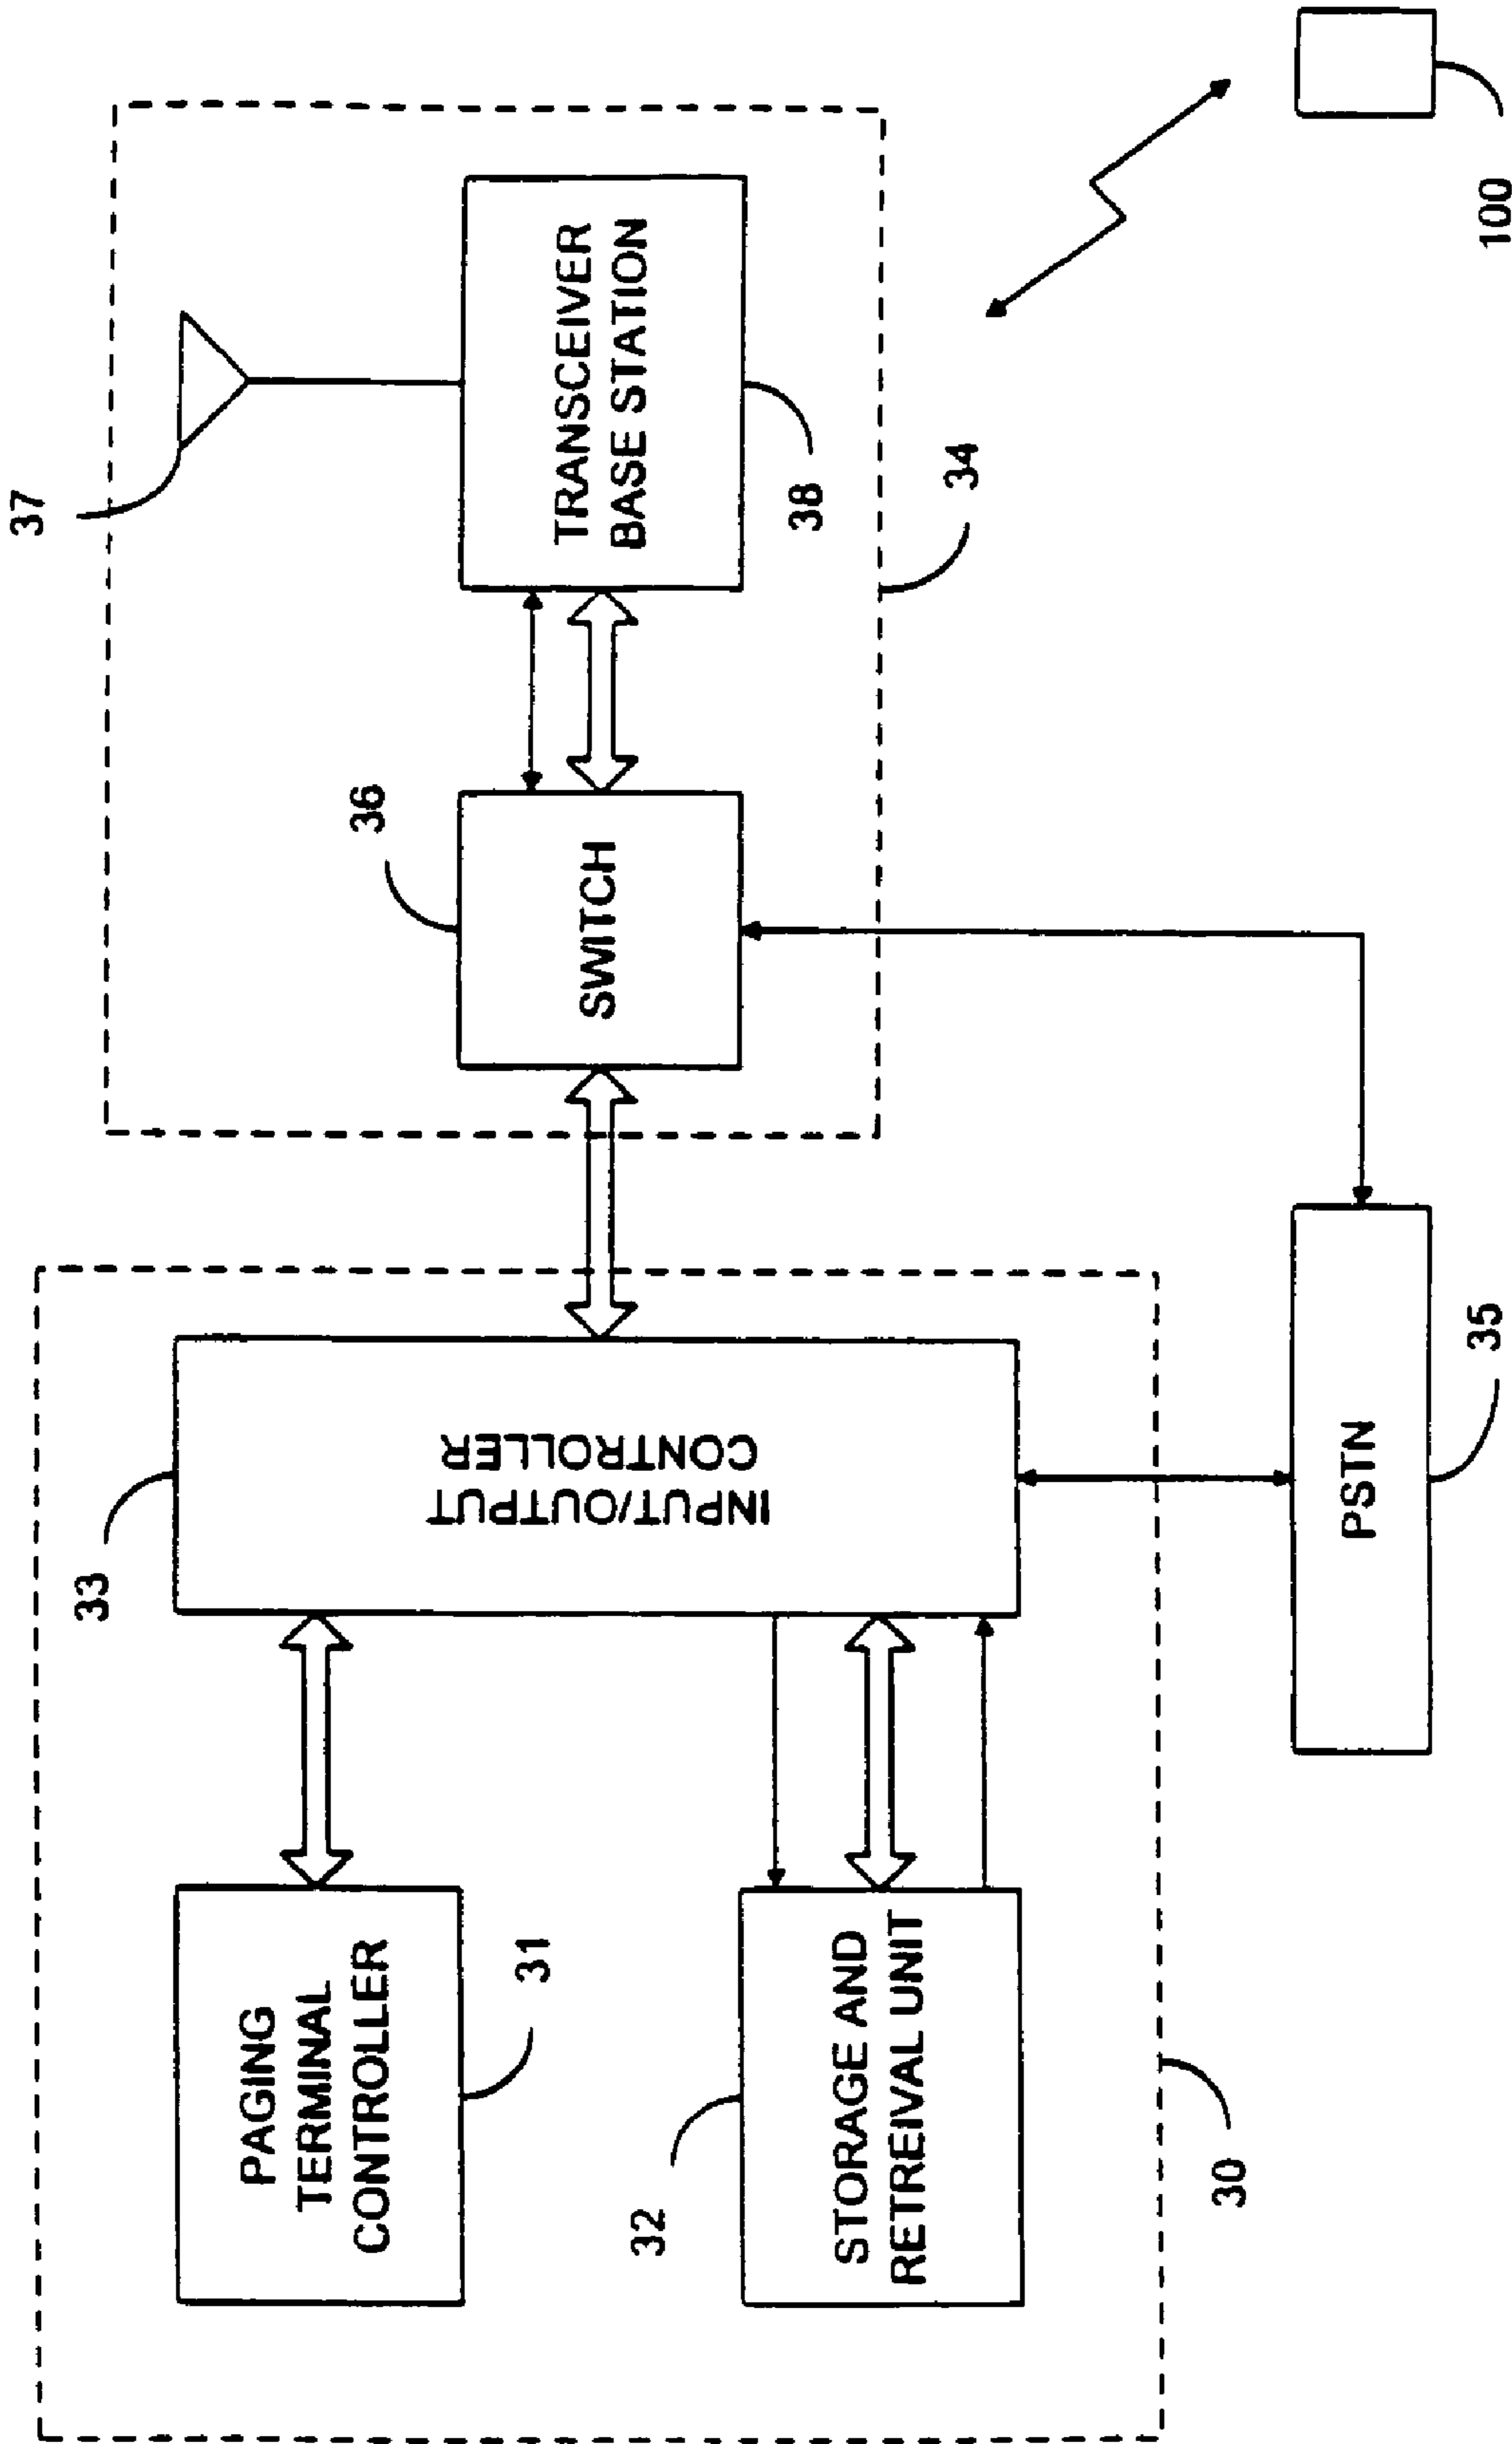 37
36
33
TRANSCEIVER
BASE STATION
SWITCH
INPUT/OUTPUT
CONTROLLER
PAGING
TERMINAL
CONTROLLER
31
38
34
32
STORAGE AND
RETREIVAL UNIT
30
PSTN
35
100